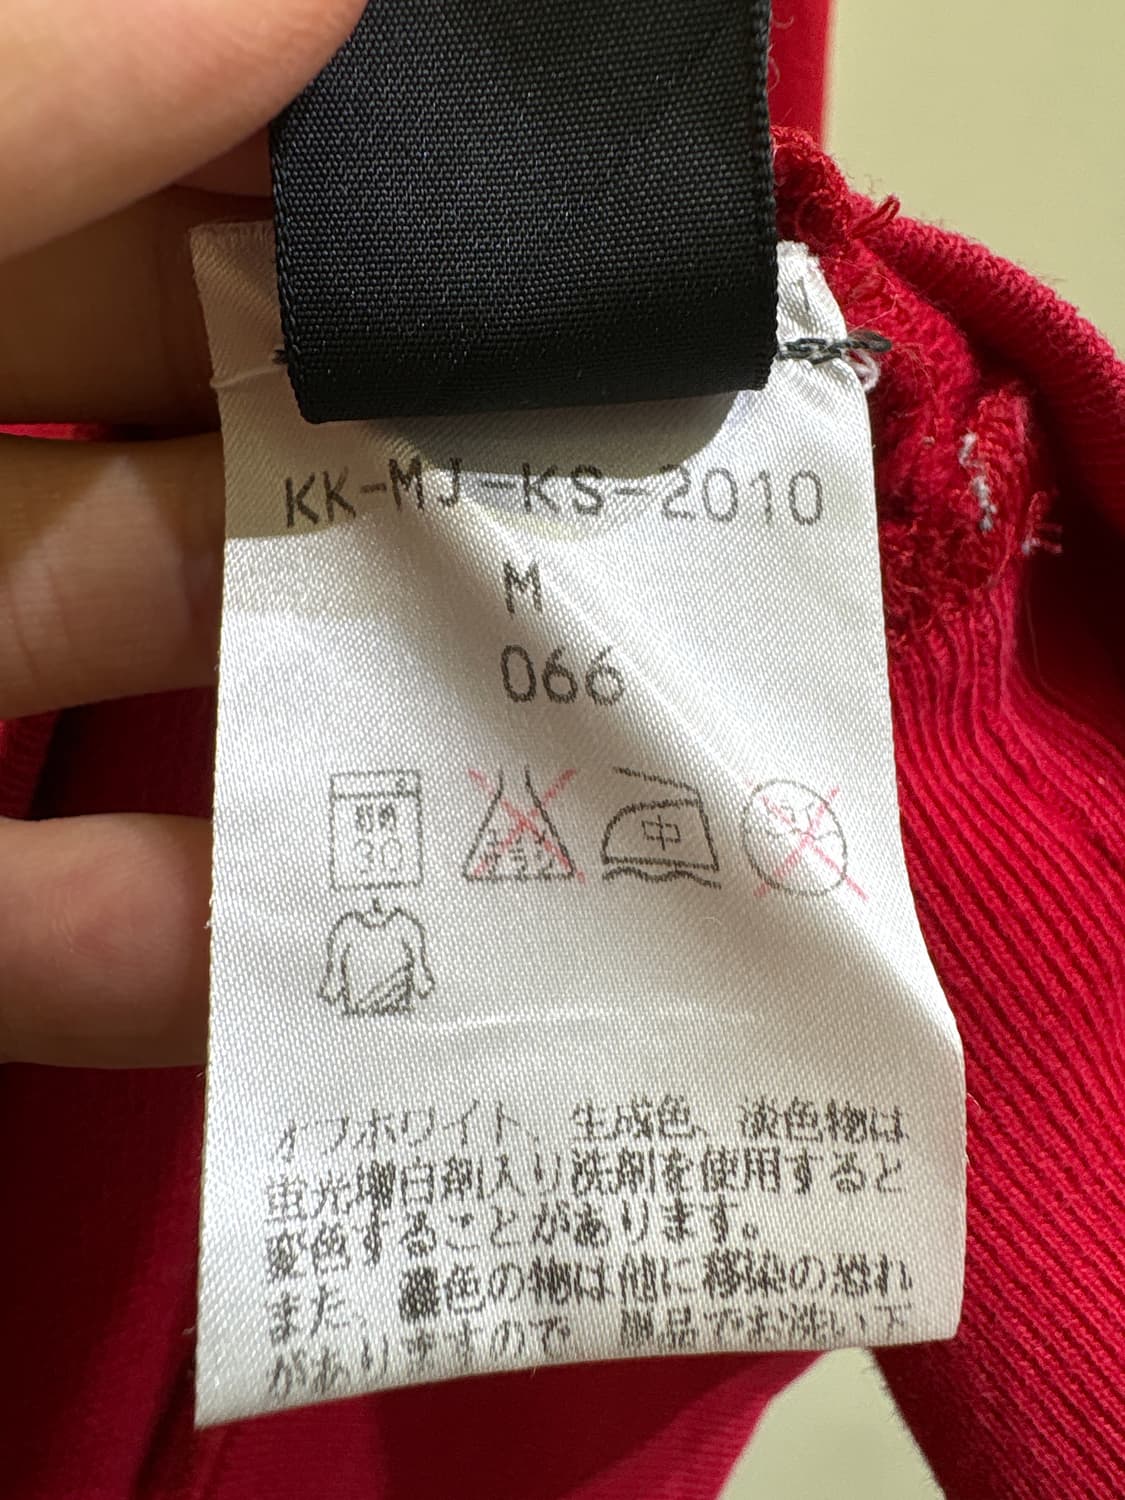 KK-MJ-KS-2010
M
066
30
中
オフホワイト、生成色、淡色物は
蛍光増白剤入り洗剤を使用すると
変色することがあります。
また、濃色の物は他に移染の恐れ
がありますので、単品でお洗い下